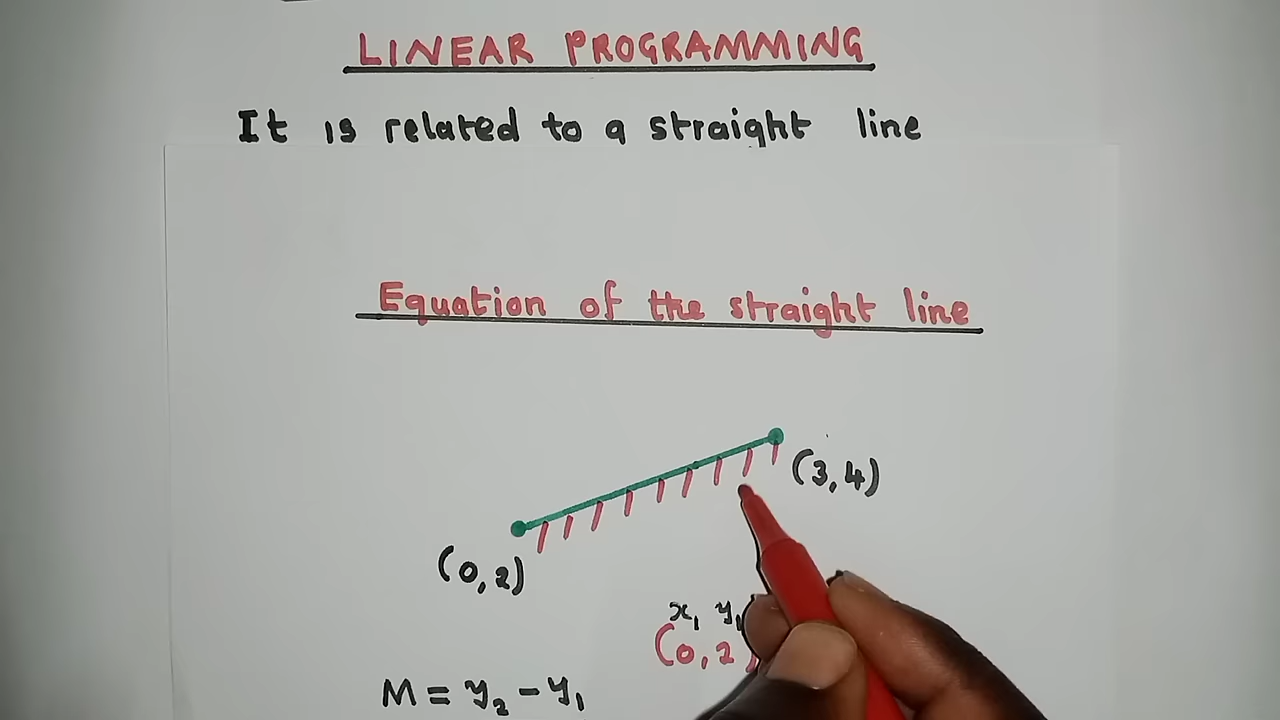 LINEAR PROGRAMMING
It is related to a straight line
Equation of the straight line
(3,4)
(0,2)
x₁ y₁
(0,2)
M = y₂ - y₁